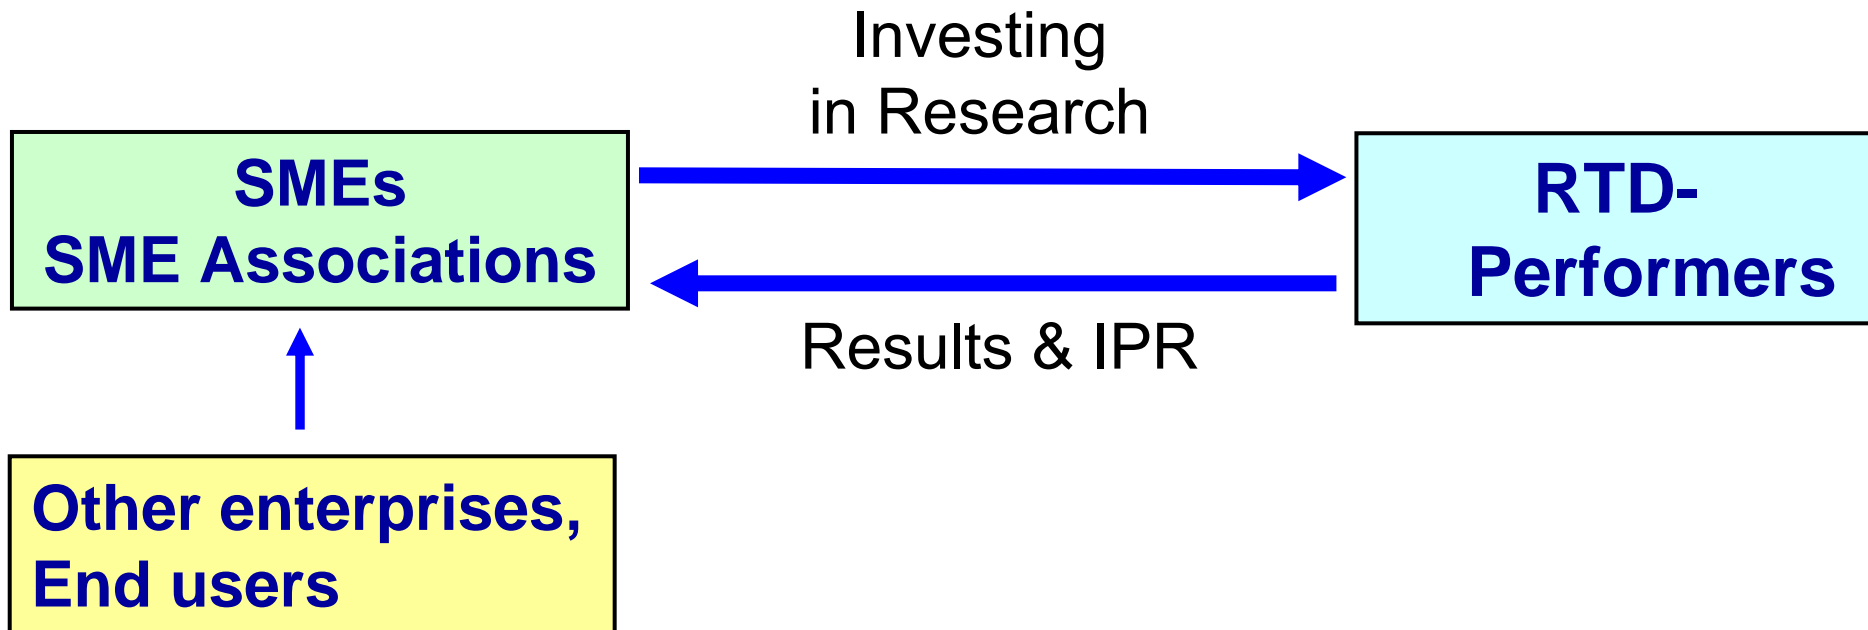 Investing
in Research
SMEs
SME Associations
RTD-
Performers
Results & IPR
Other enterprises,
End users